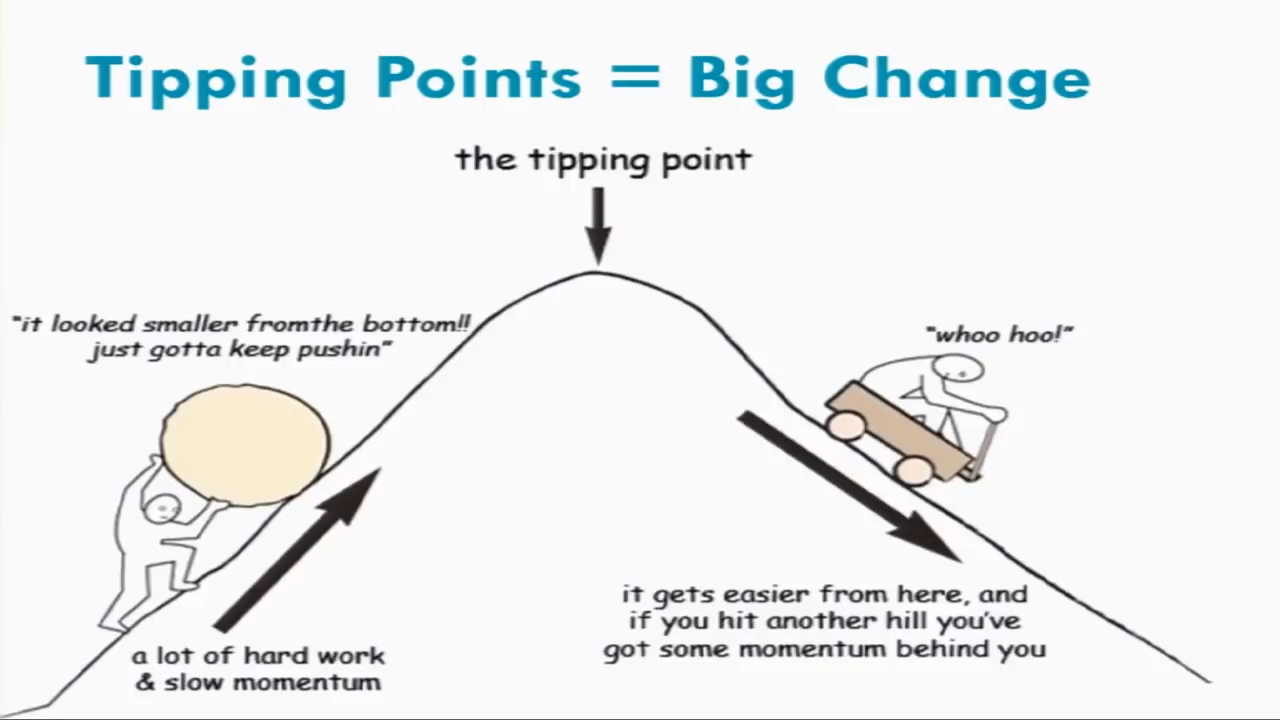 Tipping Points = Big Change
the tipping point
"it looked smaller fromthe bottom!!
just gotta keep pushin"
"whoo hoo!"
a lot of hard work
& slow momentum
it gets easier from here, and
if you hit another hill you've
got some momentum behind you